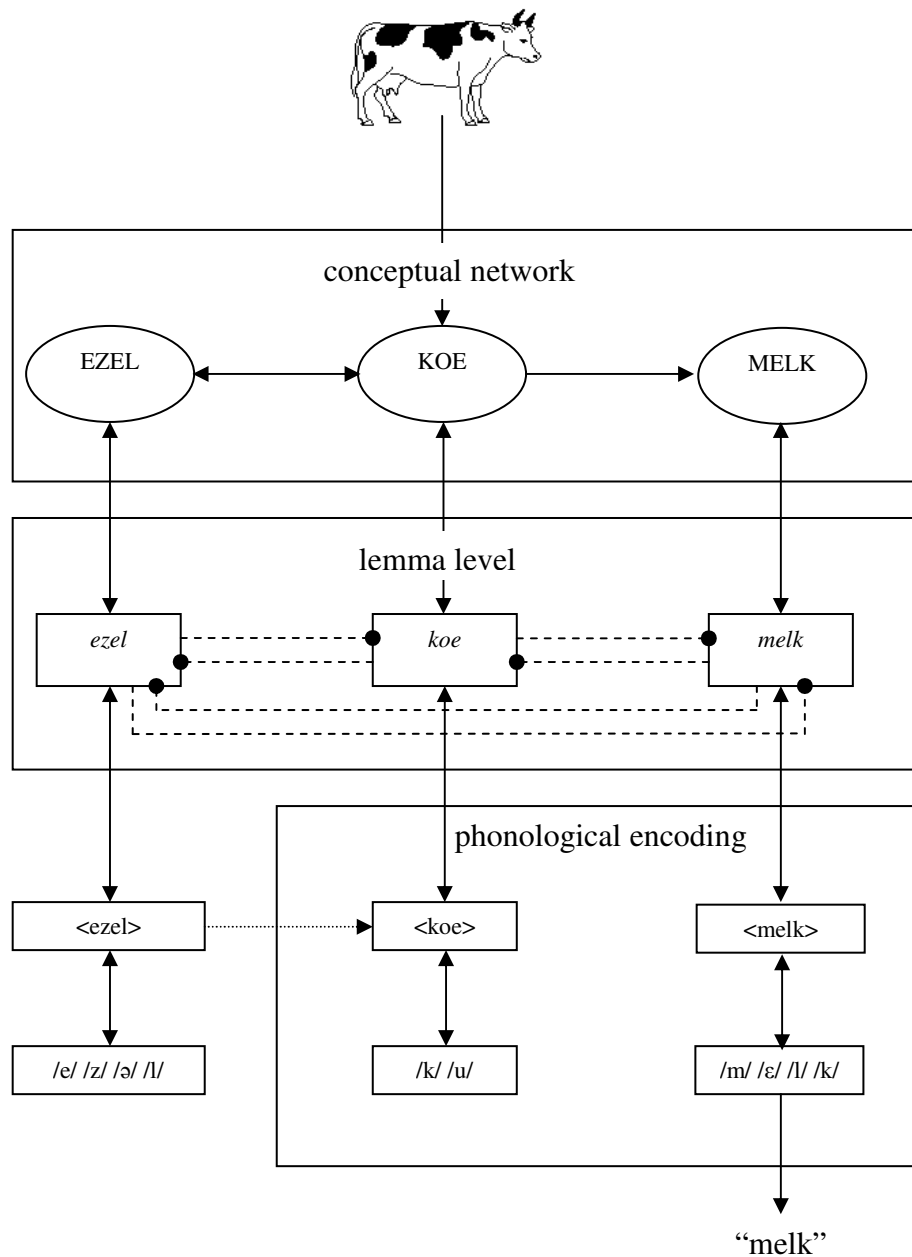 conceptual network
EZEL KOE MELK
lemma level
ezel koe melk
phonological encoding
<ezel> <koe> <melk>
/e/ /z/ /ə/ /l/ /k/ /u/ /m/ /ɛ/ /l/ /k/
“melk”